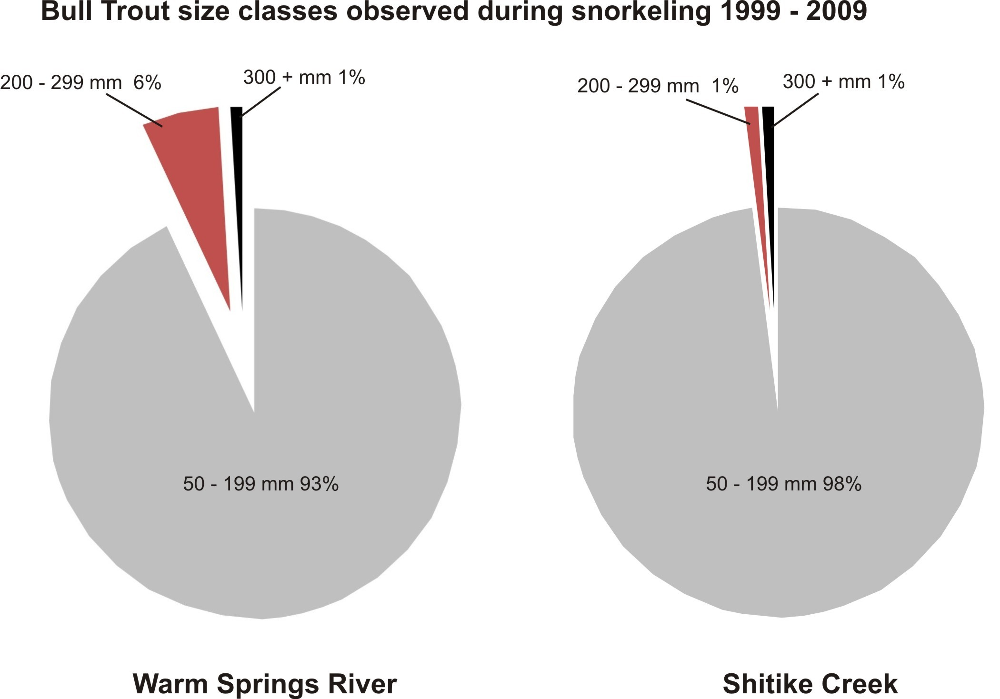 Bull Trout size classes observed during snorkeling 1999 - 2009
200 - 299 mm 6%
300 + mm 1%
200 - 299 mm 1%
300 + mm 1%
50 - 199 mm 93%
50 - 199 mm 98%
Warm Springs River
Shitike Creek